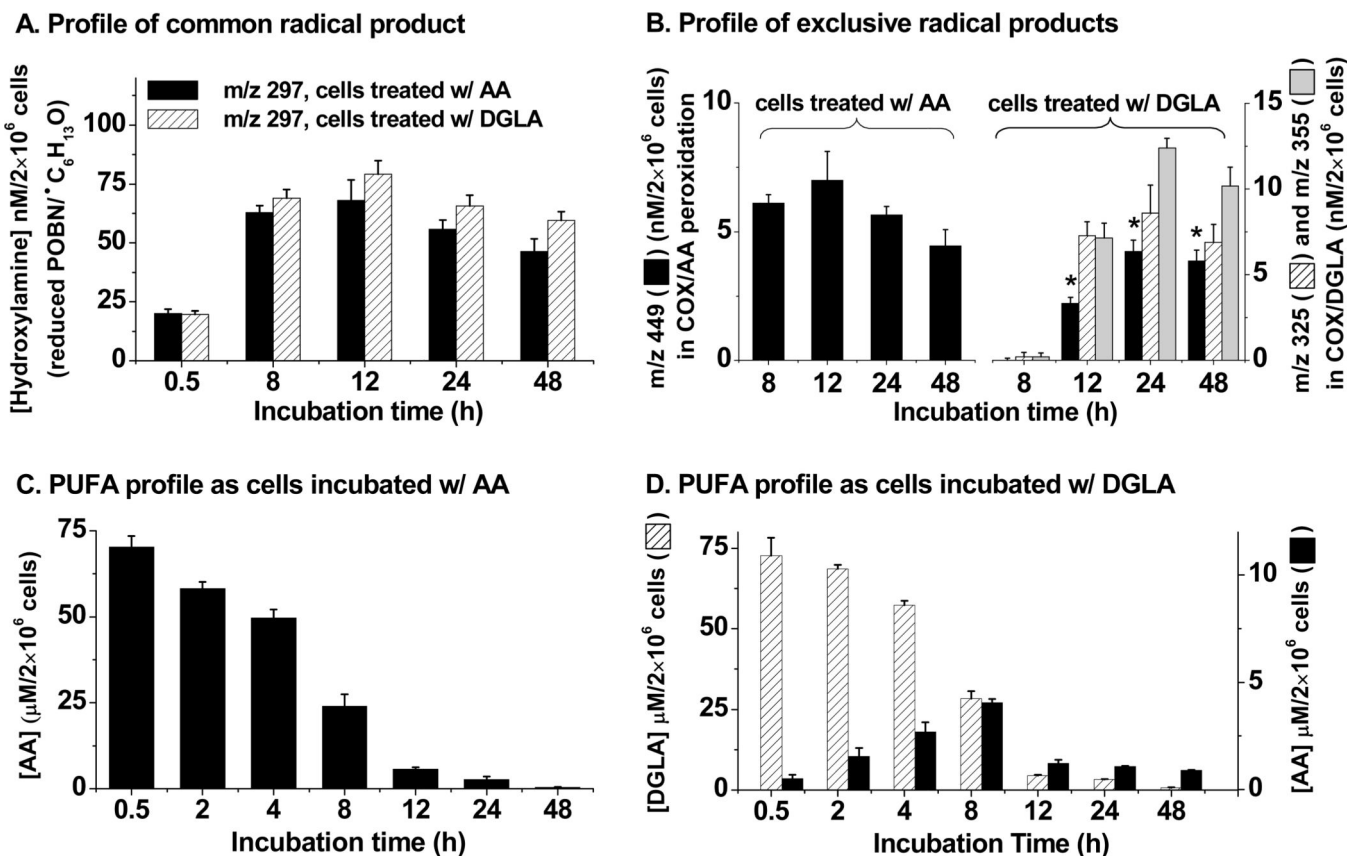 A. Profile of common radical product
[Hydroxylamine] nM/2×10⁶ cells
(reduced POBN/•C₆H₁₃O)
m/z 297, cells treated w/ AA
m/z 297, cells treated w/ DGLA
100
75
50
25
0
0.5 8 12 24 48
Incubation time (h)
B. Profile of exclusive radical products
m/z 449 ( ) (nM/2×10⁶ cells)
in COX/AA peroxidation
10
5
0
cells treated w/ AA
cells treated w/ DGLA
*
*
*
8 12 24 48
8 12 24 48
Incubation time (h)
15
10
5
0
m/z 325 ( ) and m/z 355 ( )
in COX/DGLA (nM/2×10⁶ cells)
C. PUFA profile as cells incubated w/ AA
[AA] (μM/2×10⁶ cells)
75
50
25
0
0.5 2 4 8 12 24 48
Incubation time (h)
D. PUFA profile as cells incubated w/ DGLA
[DGLA] μM/2×10⁶ cells ( )
75
50
25
0
0.5 2 4 8 12 24 48
Incubation Time (h)
10
5
0
[AA] μM/2×10⁶ cells ( )